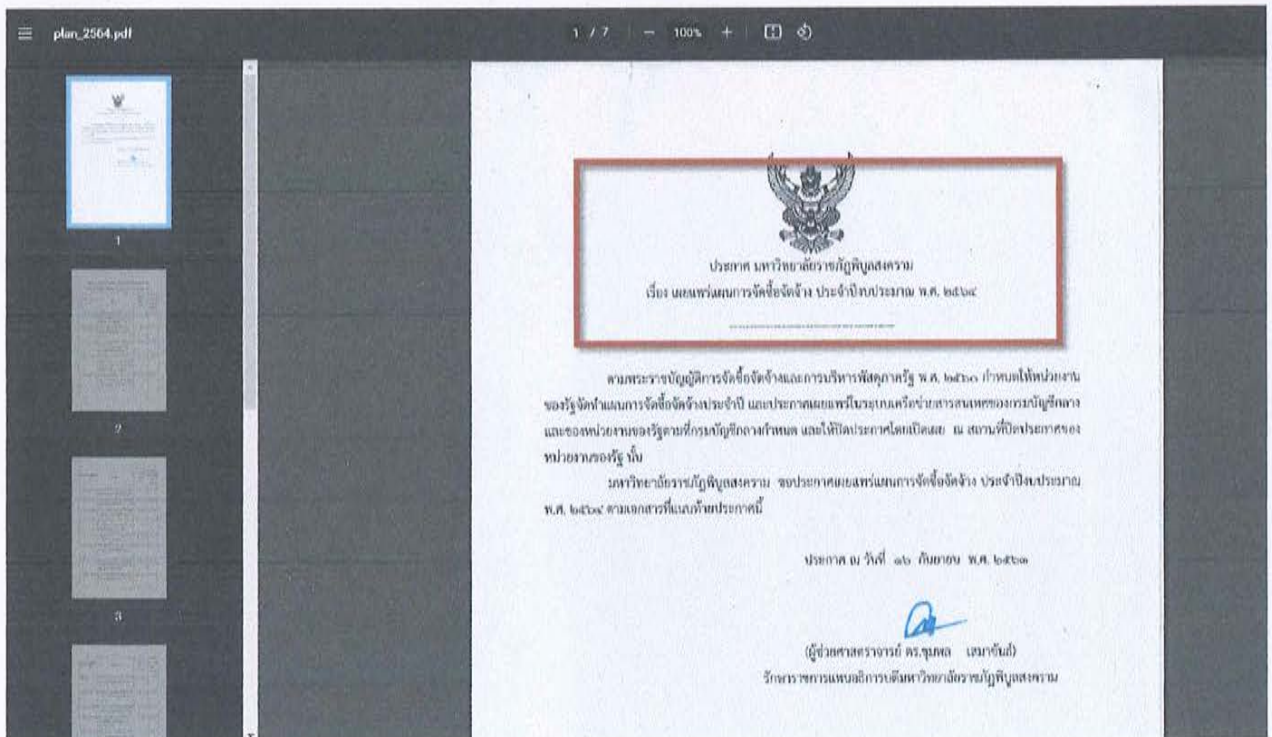 plan_2564.pdf
1 / 7
100%
1
2
3
ประกาศ มหาวิทยาลัยราชภัฏพิบูลสงคราม
เรื่อง เผยแพร่แผนการจัดซื้อจัดจ้าง ประจำปีงบประมาณ พ.ศ. ๒๕๖๔
ตามพระราชบัญญัติการจัดซื้อจัดจ้างและการบริหารพัสดุภาครัฐ พ.ศ. ๒๕๖๐ กำหนดให้หน่วยงาน
ของรัฐจัดทำแผนการจัดซื้อจัดจ้างประจำปี และประกาศเผยแพร่ในระบบเครือข่ายสารสนเทศของกรมบัญชีกลาง
และของหน่วยงานของรัฐตามที่กรมบัญชีกลางกำหนด และให้ปิดประกาศโดยเปิดเผย ณ สถานที่ปิดประกาศของ
หน่วยงานของรัฐ นั้น
มหาวิทยาลัยราชภัฏพิบูลสงคราม ขอประกาศเผยแพร่แผนการจัดซื้อจัดจ้าง ประจำปีงบประมาณ
พ.ศ. ๒๕๖๔ ตามเอกสารที่แนบท้ายประกาศนี้
ประกาศ ณ วันที่ ๑๖ กันยายน พ.ศ. ๒๕๖๓
(ผู้ช่วยศาสตราจารย์ ดร.ชุมพล เสมาขันธ์)
รักษาราชการแทนอธิการบดีมหาวิทยาลัยราชภัฏพิบูลสงคราม